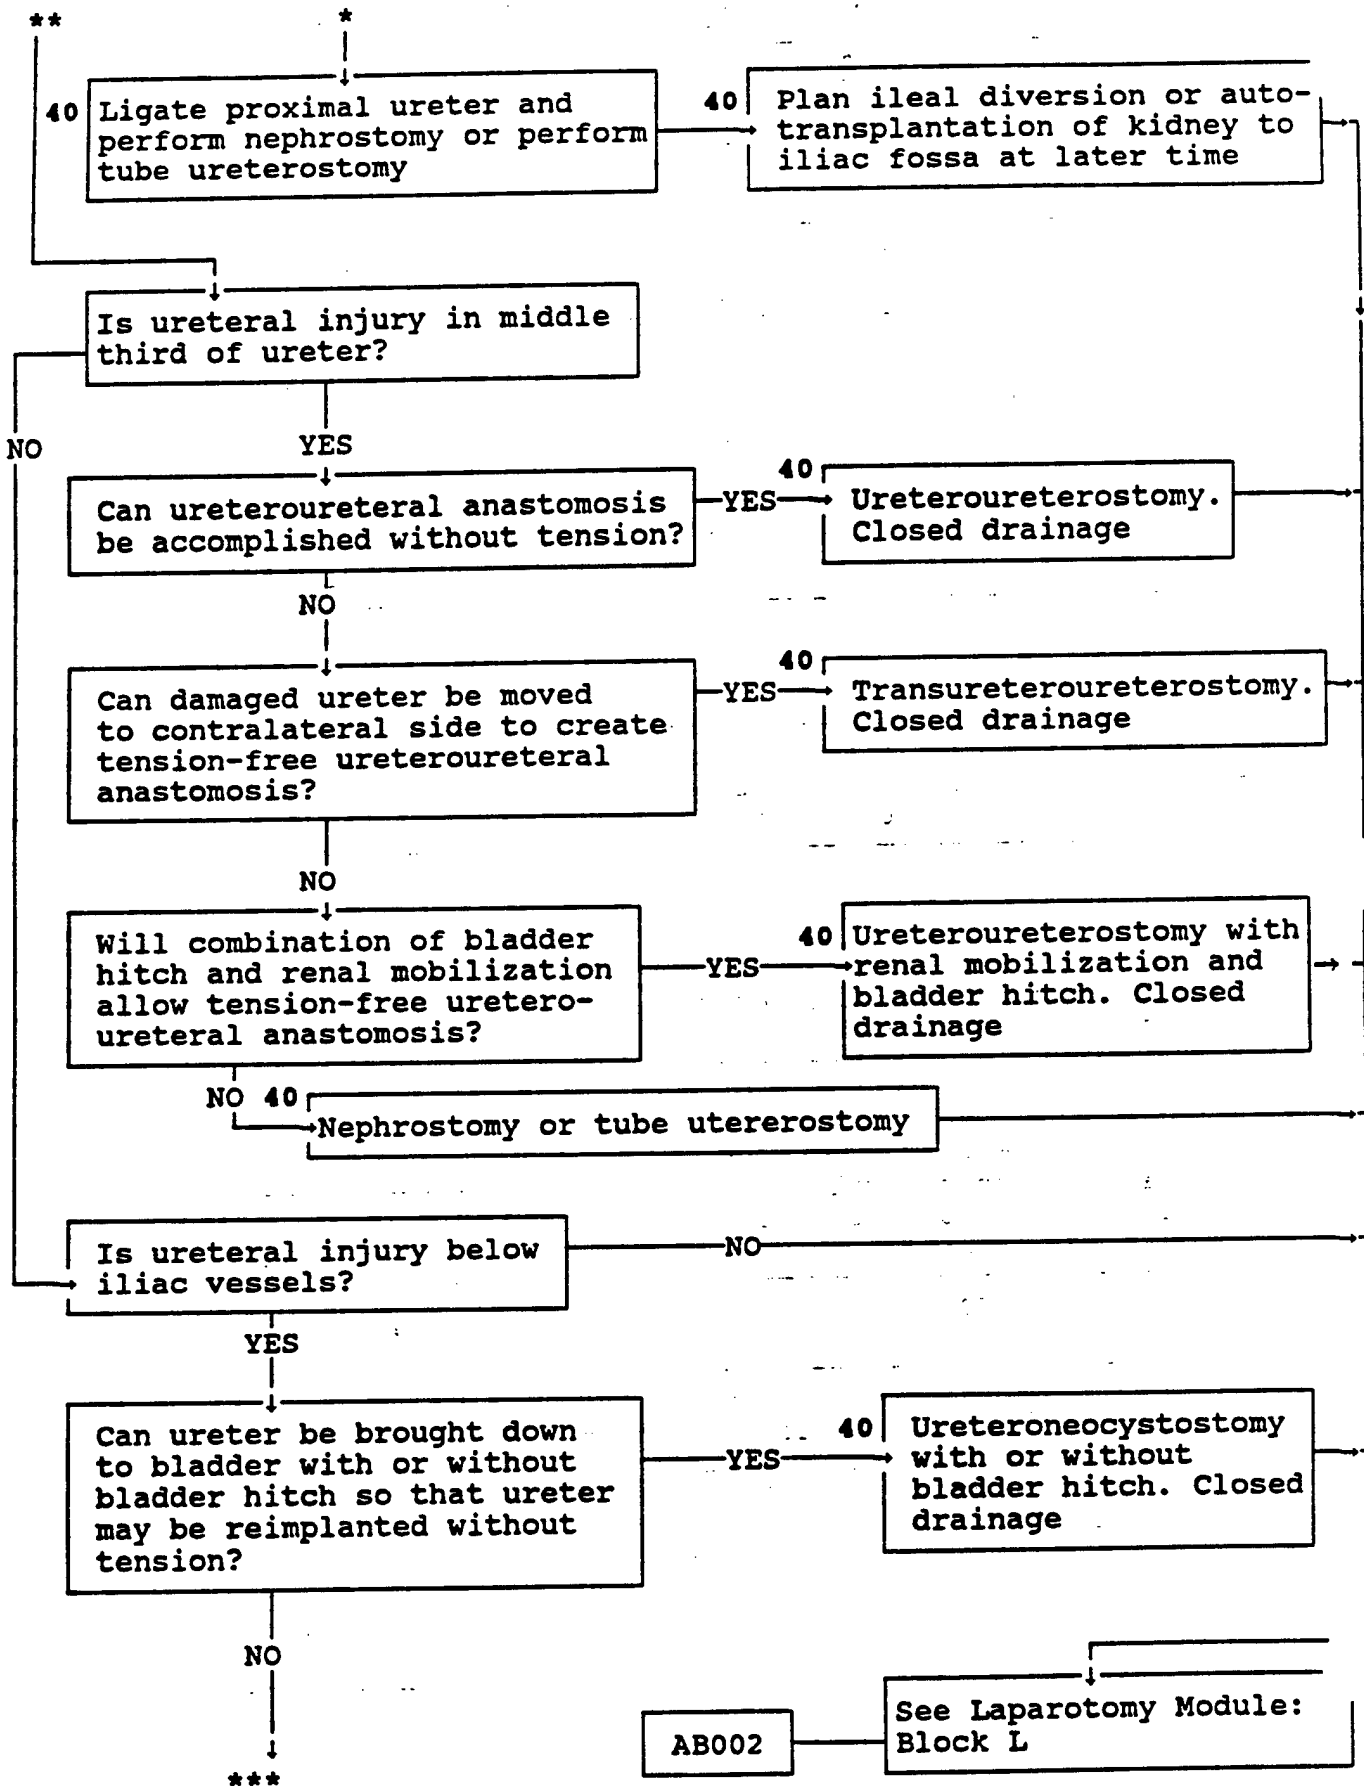 **
*
40 Ligate proximal ureter and
perform nephrostomy or perform
tube ureterostomy
40 Plan ileal diversion or auto-
transplantation of kidney to
iliac fossa at later time
Is ureteral injury in middle
third of ureter?
NO
YES
Can ureteroureteral anastomosis
be accomplished without tension?
YES
40
Ureteroureterostomy.
Closed drainage
NO
Can damaged ureter be moved
to contralateral side to create
tension-free ureteroureteral
anastomosis?
YES
40
Transureteroureterostomy.
Closed drainage
NO
Will combination of bladder
hitch and renal mobilization
allow tension-free uretero-
ureteral anastomosis?
YES
40 Ureteroureterostomy with
renal mobilization and
bladder hitch. Closed
drainage
NO 40
Nephrostomy or tube utererostomy
Is ureteral injury below
iliac vessels?
NO
YES
Can ureter be brought down
to bladder with or without
bladder hitch so that ureter
may be reimplanted without
tension?
YES
40 Ureteroneocystostomy
with or without
bladder hitch. Closed
drainage
NO
***
AB002
See Laparotomy Module:
Block L